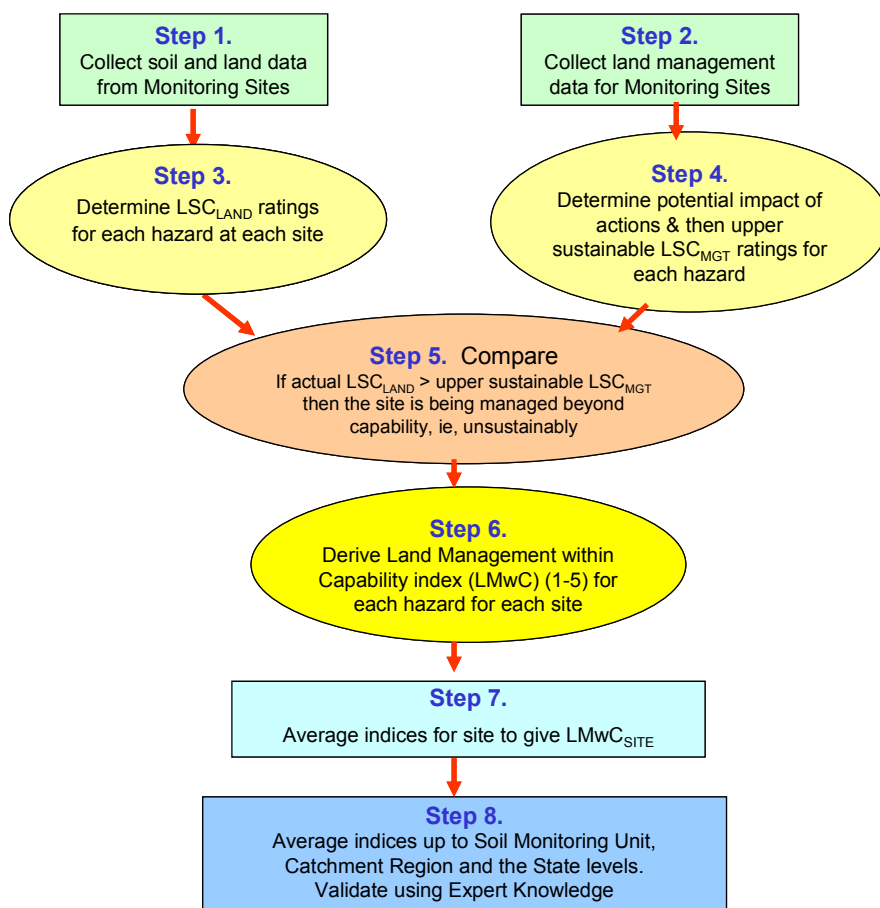 Step 1.
Collect soil and land data
from Monitoring Sites
Step 2.
Collect land management
data for Monitoring Sites
Step 3.
Determine LSC_LAND ratings
for each hazard at each site
Step 4.
Determine potential impact of
actions & then upper
sustainable LSC_MGT ratings for
each hazard
Step 5. Compare
If actual LSC_LAND > upper sustainable LSC_MGT
then the site is being managed beyond
capability, ie, unsustainably
Step 6.
Derive Land Management within
Capability index (LMwC) (1-5) for
each hazard for each site
Step 7.
Average indices for site to give LMwC_SITE
Step 8.
Average indices up to Soil Monitoring Unit,
Catchment Region and the State levels.
Validate using Expert Knowledge